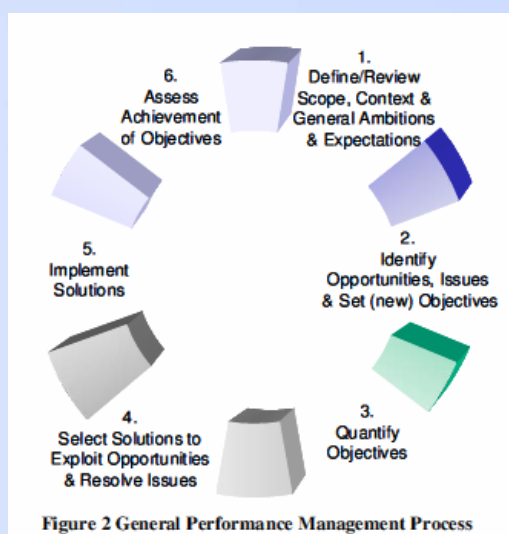 1.
Define/Review
Scope, Context &
General Ambitions
& Expectations
2.
Identify
Opportunities, Issues
& Set (new) Objectives
3.
Quantify
Objectives
4.
Select Solutions to
Exploit Opportunities
& Resolve Issues
5.
Implement
Solutions
6.
Assess
Achievement
of Objectives
Figure 2 General Performance Management Process